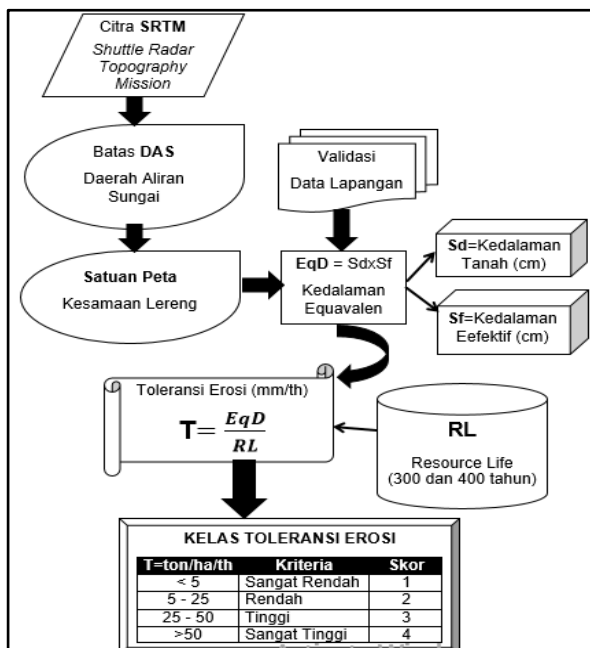 Citra SRTM
Shuttle Radar
Topography
Mission
Batas DAS
Daerah Aliran
Sungai
Validasi
Data Lapangan
Satuan Peta
Kesamaan Lereng
EqD = SdxSf
Kedalaman
Equavalen
Sd=Kedalaman
Tanah (cm)
Sf=Kedalaman
Eefektif (cm)
Toleransi Erosi (mm/th)
T= EqD
RL
RL
Resource Life
(300 dan 400 tahun)
KELAS TOLERANSI EROSI
T=ton/ha/th Kriteria Skor
< 5 Sangat Rendah 1
5 - 25 Rendah 2
25 - 50 Tinggi 3
>50 Sangat Tinggi 4